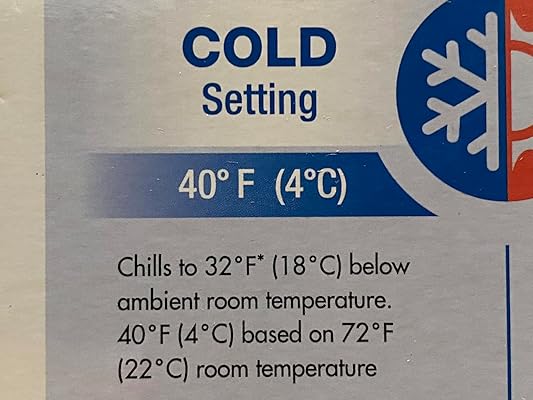 COLD
Setting
40° F (4°C)
Chills to 32°F* (18°C) below
ambient room temperature.
40°F (4°C) based on 72°F
(22°C) room temperature